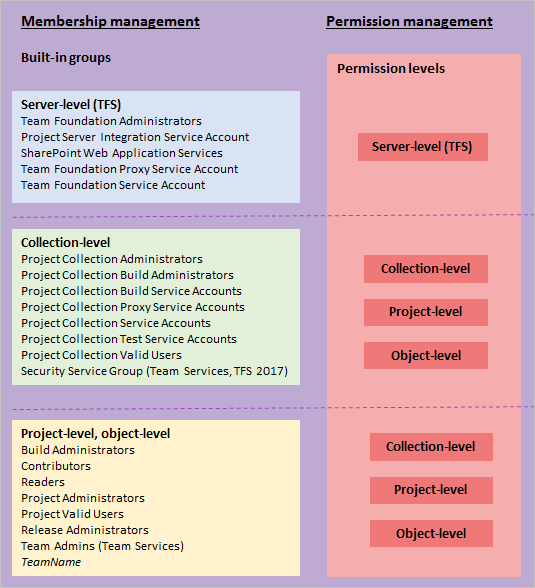 Membership management
Permission management
Built-in groups
Permission levels
Server-level (TFS)
Team Foundation Administrators
Project Server Integration Service Account
SharePoint Web Application Services
Team Foundation Proxy Service Account
Team Foundation Service Account
Server-level (TFS)
Collection-level
Project Collection Administrators
Project Collection Build Administrators
Project Collection Build Service Accounts
Project Collection Proxy Service Accounts
Project Collection Service Accounts
Project Collection Test Service Accounts
Project Collection Valid Users
Security Service Group (Team Services, TFS 2017)
Collection-level
Project-level
Object-level
Project-level, object-level
Build Administrators
Contributors
Readers
Project Administrators
Project Valid Users
Release Administrators
Team Admins (Team Services)
TeamName
Collection-level
Project-level
Object-level